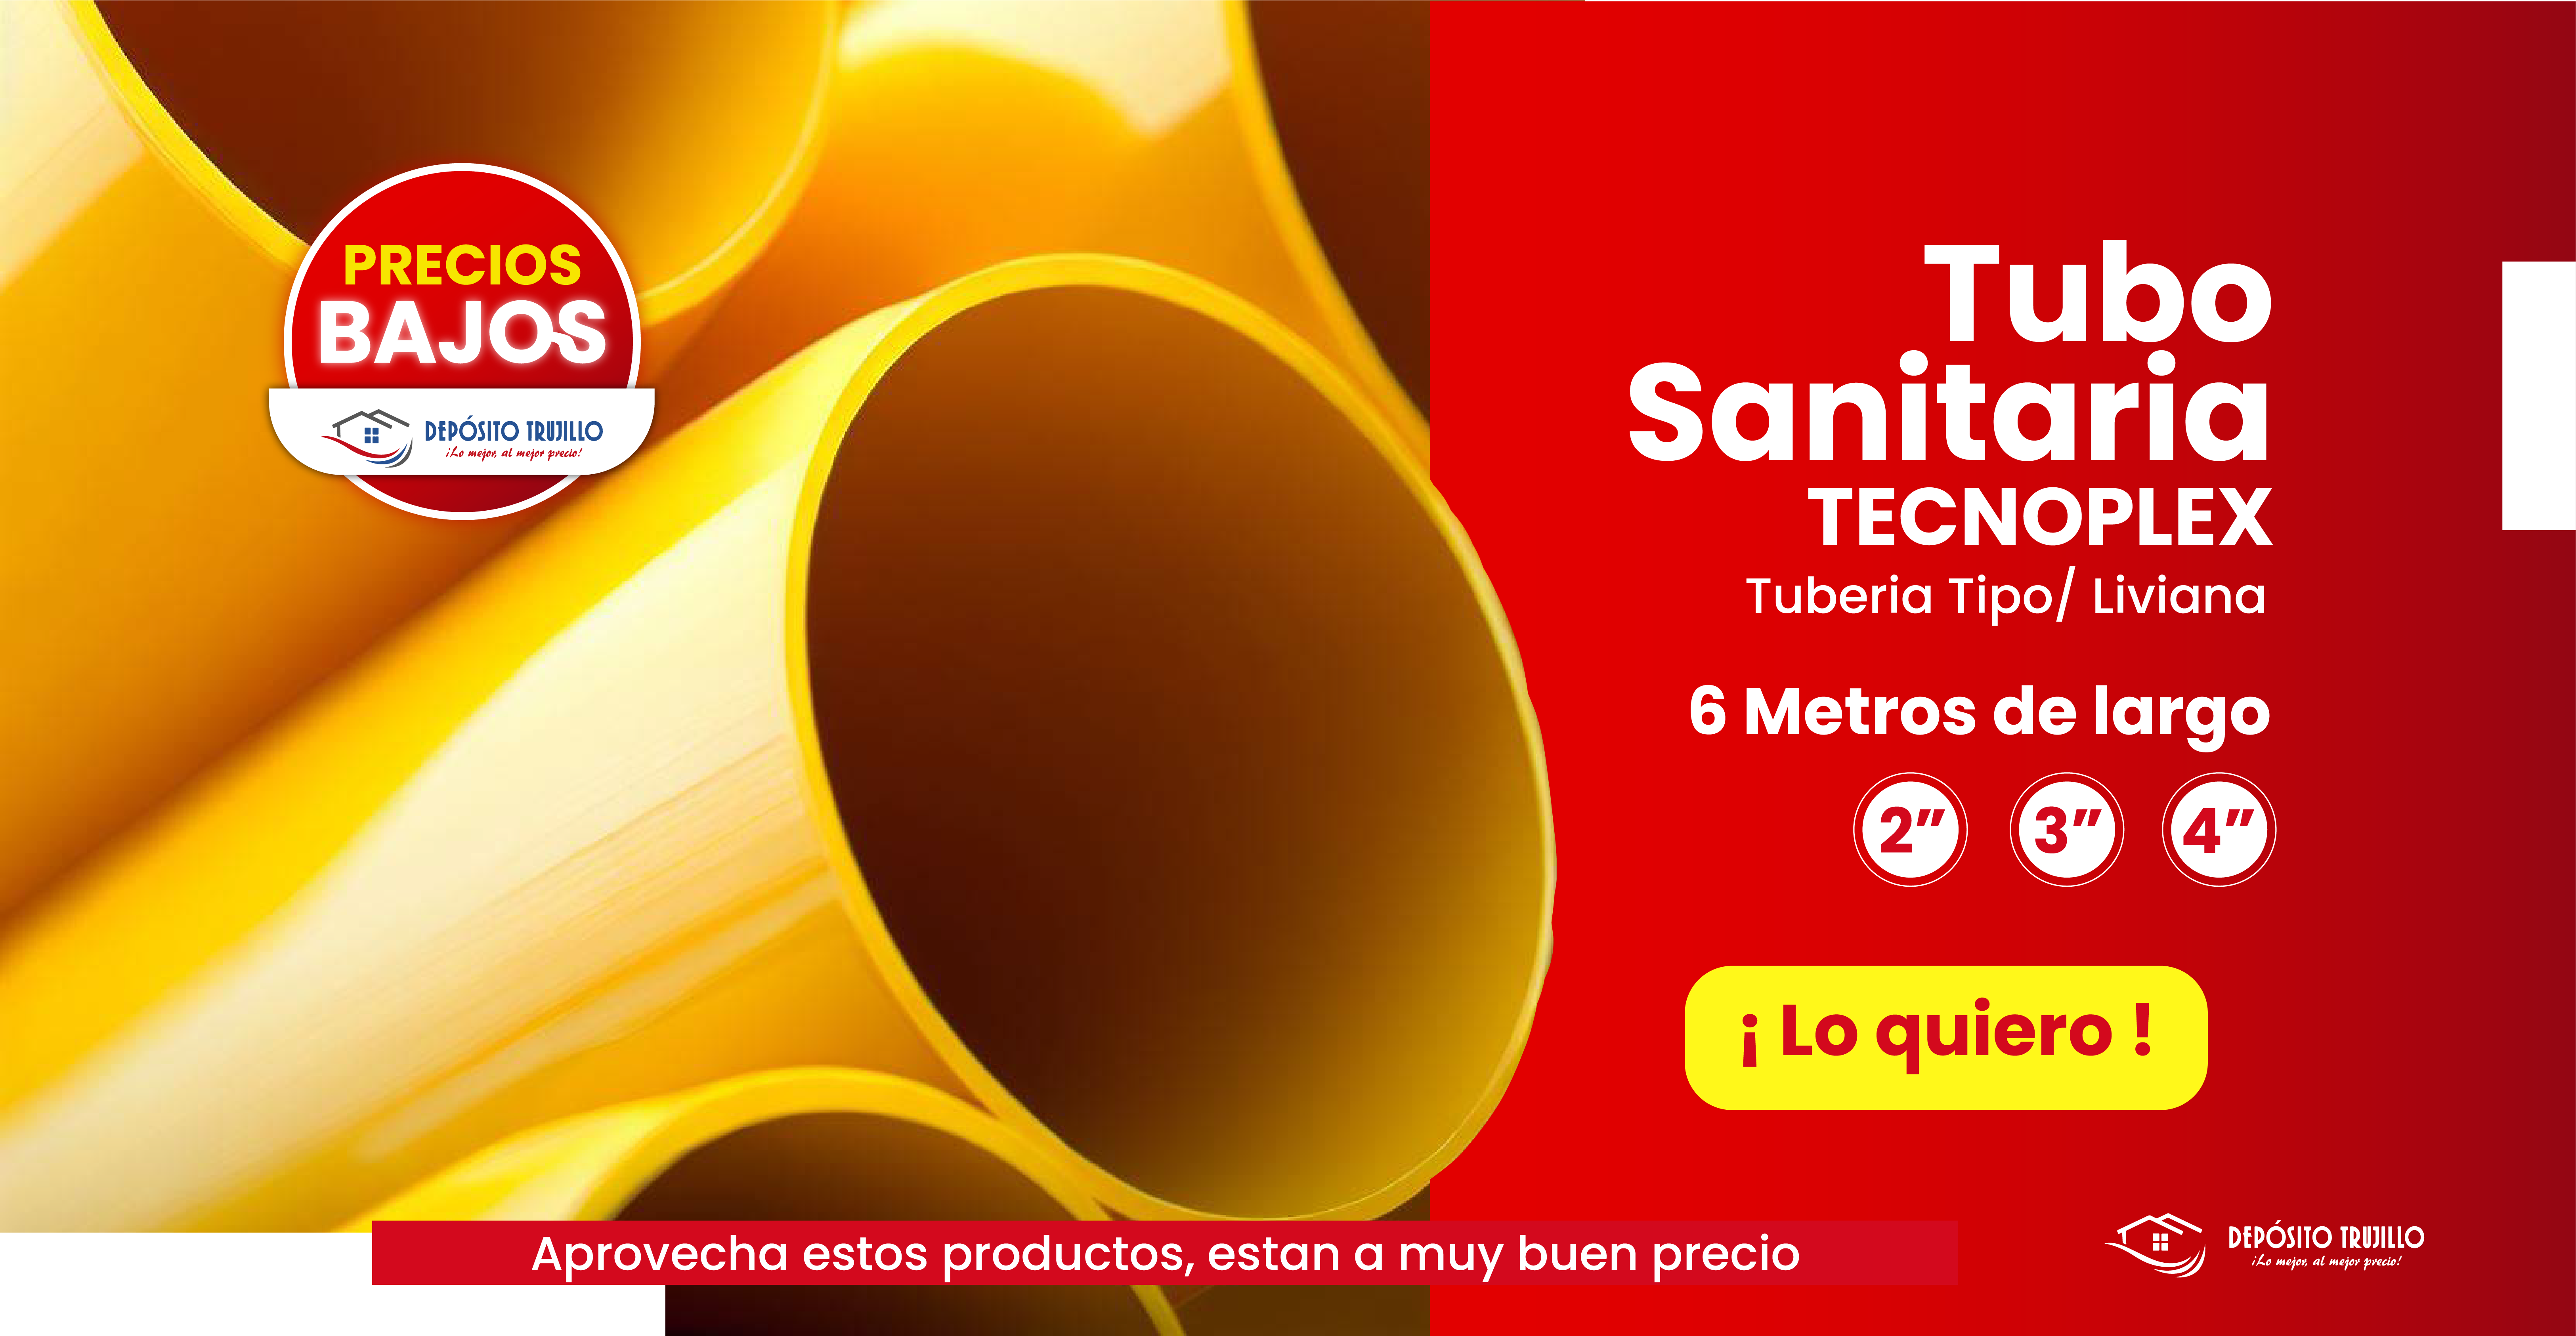 PRECIOS
BAJOS
DEPÓSITO TRUJILLO
¡Lo mejor, al mejor precio!
Tubo
Sanitaria
TECNOPLEX
Tuberia Tipo/ Liviana
6 Metros de largo
2” 3” 4”
¡ Lo quiero !
Aprovecha estos productos, estan a muy buen precio
DEPÓSITO TRUJILLO
¡Lo mejor, al mejor precio!